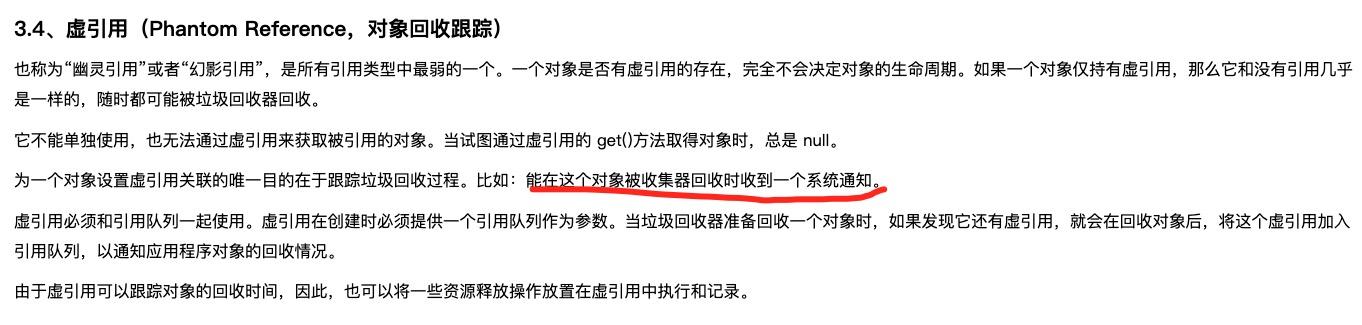 3.4、虚引用（Phantom Reference，对象回收跟踪）
也称为“幽灵引用”或者“幻影引用”，是所有引用类型中最弱的一个。一个对象是否有虚引用的存在，完全不会决定对象的生命周期。如果一个对象仅持有虚引用，那么它和没有引用几乎
是一样的，随时都可能被垃圾回收器回收。
它不能单独使用，也无法通过虚引用来获取被引用的对象。当试图通过虚引用的 get()方法取得对象时，总是 null。
为一个对象设置虚引用关联的唯一目的在于跟踪垃圾回收过程。比如：能在这个对象被收集器回收时收到一个系统通知。
虚引用必须和引用队列一起使用。虚引用在创建时必须提供一个引用队列作为参数。当垃圾回收器准备回收一个对象时，如果发现它还有虚引用，就会在回收对象后，将这个虚引用加入
引用队列，以通知应用程序对象的回收情况。
由于虚引用可以跟踪对象的回收时间，因此，也可以将一些资源释放操作放置在虚引用中执行和记录。